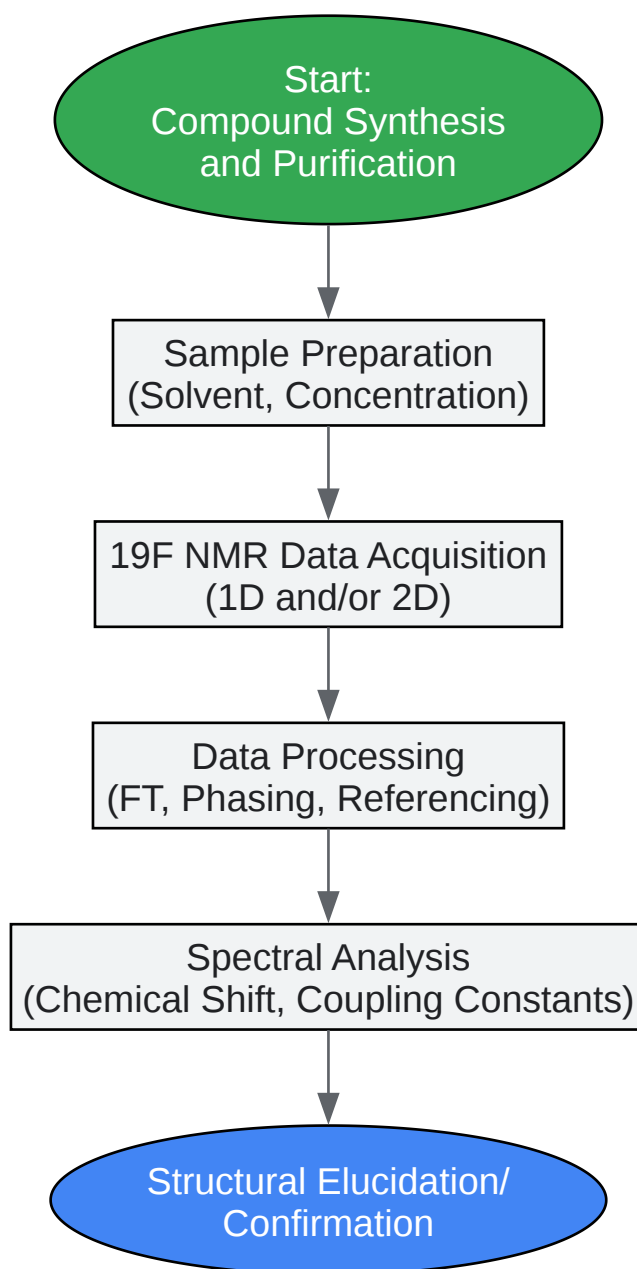 Start:
Compound Synthesis
and Purification
Sample Preparation
(Solvent, Concentration)
19F NMR Data Acquisition
(1D and/or 2D)
Data Processing
(FT, Phasing, Referencing)
Spectral Analysis
(Chemical Shift, Coupling Constants)
Structural Elucidation/
Confirmation